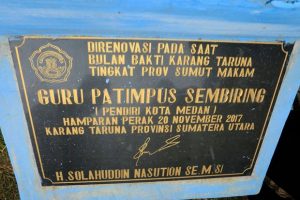 DIRENOVASI PADA SAAT
BULAN BAKTI KARANG TARUNA
TINGKAT PROV SUMUT MAKAM
GURU PATIMPUS SEMBIRING
( PENDIRI KOTA MEDAN )
HAMPARAN PERAK 20 NOVEMBER 2017
KARANG TARUNA PROVINSI SUMATERA UTARA
H. SOLAHUDDIN NASUTION SE. M SI